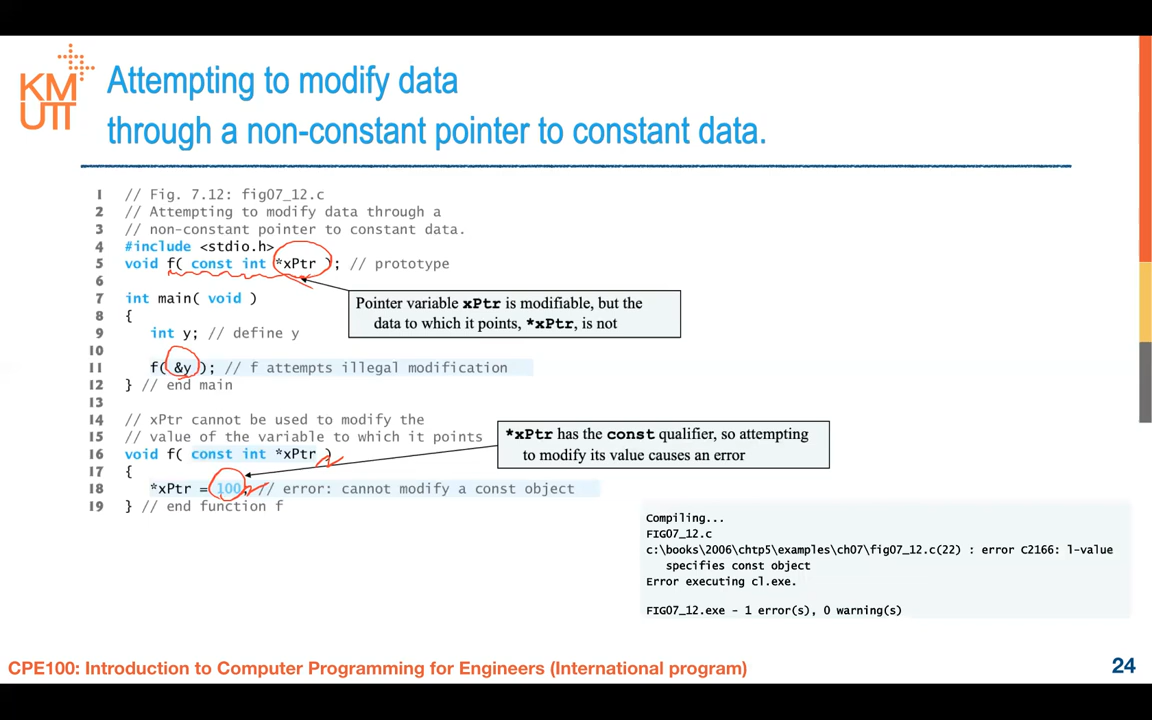 KM
UTT
Attempting to modify data
through a non-constant pointer to constant data.
1 // Fig. 7.12: fig07_12.c
2 // Attempting to modify data through a
3 // non-constant pointer to constant data.
4 #include <stdio.h>
5 void f( const int *xPtr ); // prototype
6
7 int main( void )
8 {
9 int y; // define y
10
11 f( &y ); // f attempts illegal modification
12 } // end main
13
14 // xPtr cannot be used to modify the
15 // value of the variable to which it points
16 void f( const int *xPtr )
17 {
18 *xPtr = 100; // error: cannot modify a const object
19 } // end function f
Pointer variable xPtr is modifiable, but the
data to which it points, *xPtr, is not
*xPtr has the const qualifier, so attempting
to modify its value causes an error
Compiling...
FIG07_12.c
c:\books\2006\chtp5\examples\ch07\fig07_12.c(22) : error C2166: l-value
specifies const object
Error executing cl.exe.
FIG07_12.exe - 1 error(s), 0 warning(s)
CPE100: Introduction to Computer Programming for Engineers (International program)
24